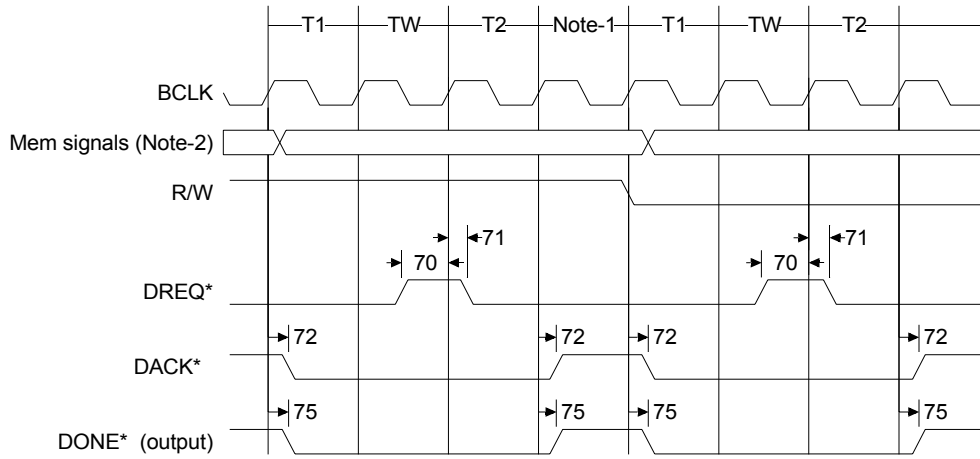 T1 TW T2 Note-1 T1 TW T2
BCLK
Mem signals (Note-2)
R/W
71 71
70 70
DREQ*
72 72 72 72
DACK*
75 75 75 75
DONE* (output)